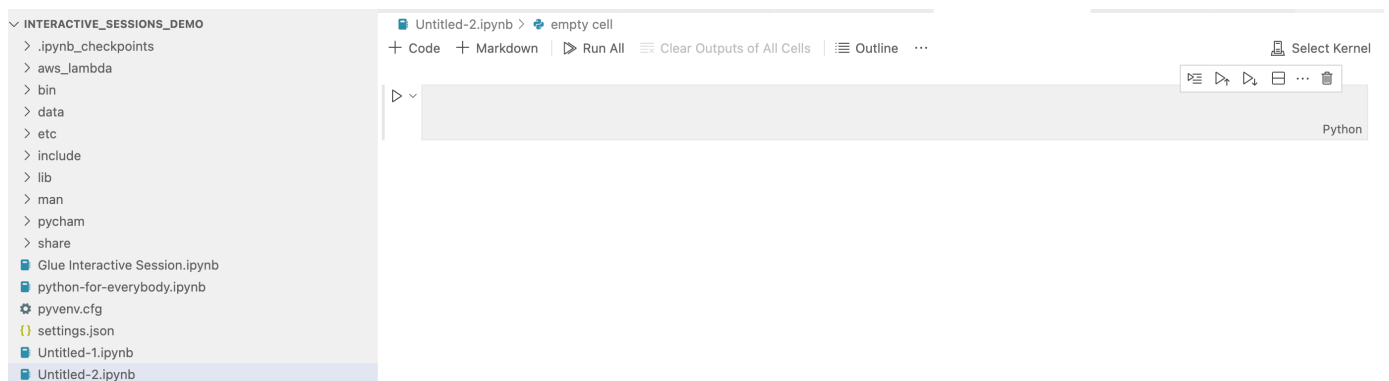 INTERACTIVE_SESSIONS_DEMO
.ipynb_checkpoints
aws_lambda
bin
data
etc
include
lib
man
pycham
share
Glue Interactive Session.ipynb
python-for-everybody.ipynb
pyvenv.cfg
settings.json
Untitled-1.ipynb
Untitled-2.ipynb
Untitled-2.ipynb > empty cell
+ Code + Markdown Run All Clear Outputs of All Cells Outline ... Select Kernel
Python